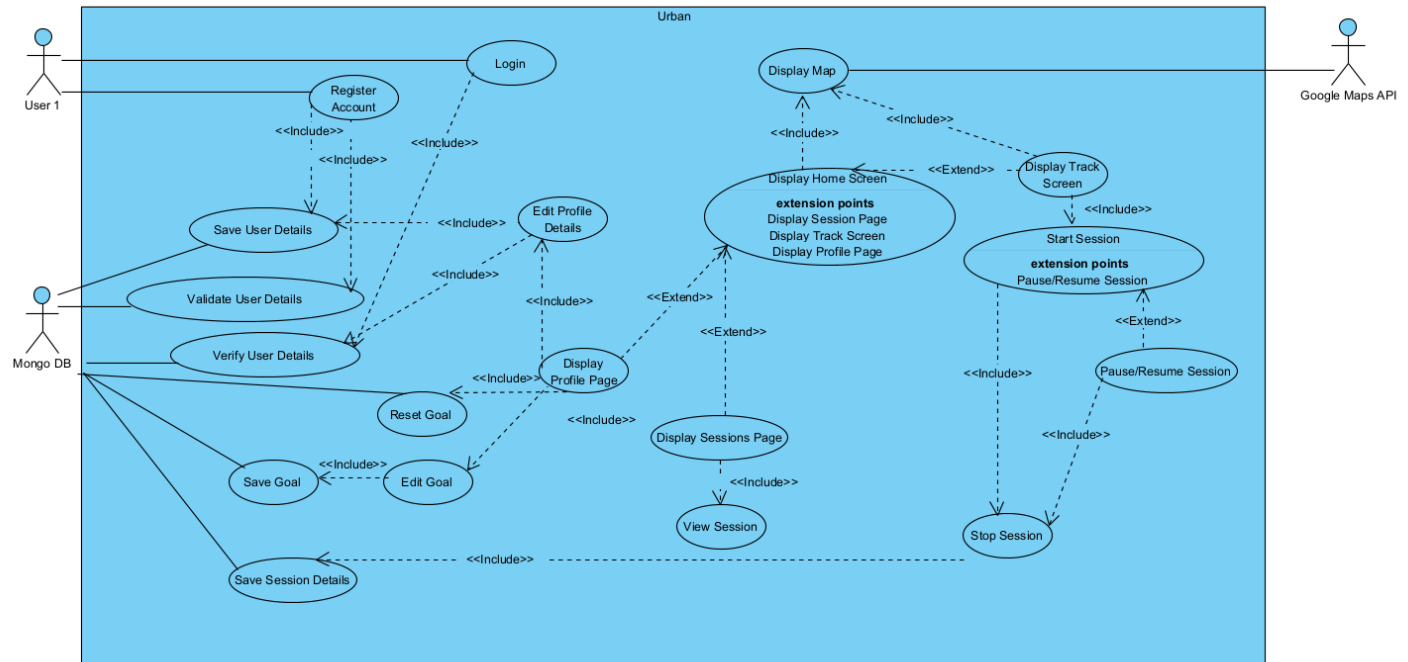 Urban
User 1
Login
Display Map
Google Maps API
Register
Account
<<Include>>
<<Include>>
<<Include>>
<<Include>>
<<Include>>
Display Track
Screen
<<Extend>>
Display Home Screen
extension points
Display Session Page
Display Track Screen
Display Profile Page
<<Include>>
Save User Details
<<Include>>
Edit Profile
Details
Start Session
extension points
Pause/Resume Session
<<Include>>
Mongo DB
Validate User Details
<<Include>>
<<Extend>>
<<Extend>>
<<Extend>>
Verify User Details
Display
Profile Page
<<Include>>
<<Include>>
Pause/Resume Session
Reset Goal
<<Include>>
Display Sessions Page
<<Include>>
<<Include>>
Save Goal
Edit Goal
<<Include>>
View Session
Stop Session
<<Include>>
Save Session Details